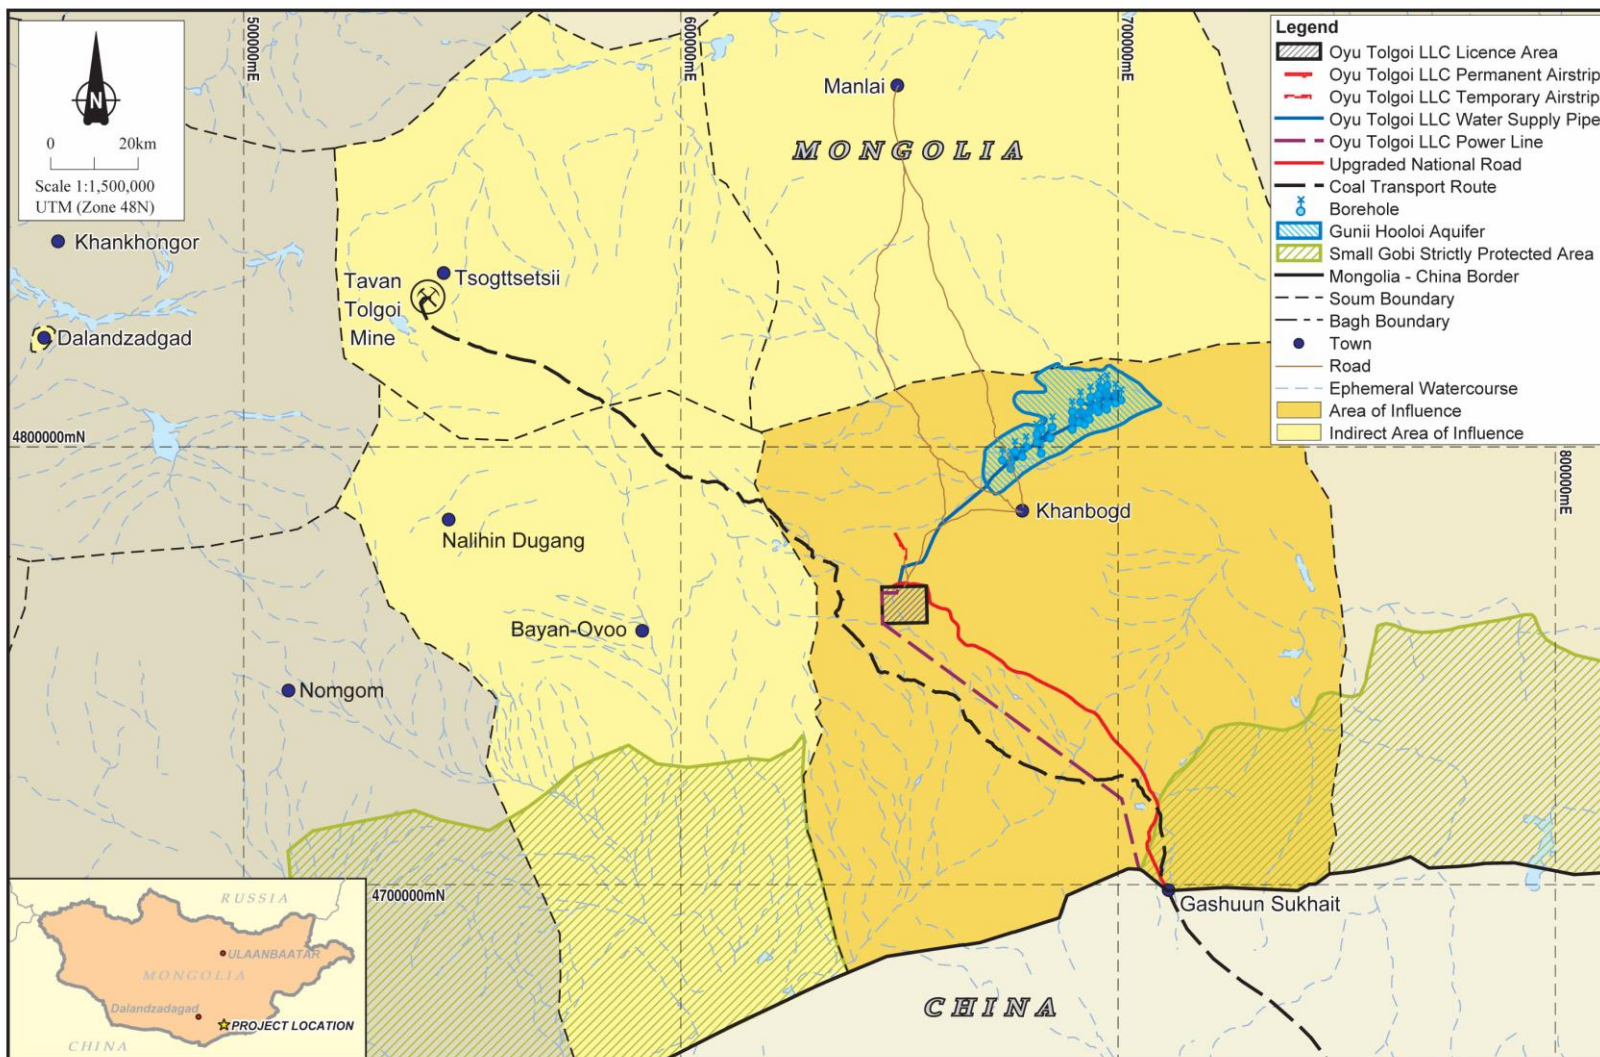 500000mE
600000mE
700000mE
800000mE
4800000mN
4700000mN
N
0 20km
Scale 1:1,500,000
UTM (Zone 48N)
Manlai
MONGOLIA
Khankhongor
Tsogttsetsii
Tavan
Tolgoi
Mine
Dalandzadgad
Khanbogd
Nalihin Dugang
Bayan-Ovoo
Nomgom
Gashuun Sukhait
CHINA
Legend
Oyu Tolgoi LLC Licence Area
Oyu Tolgoi LLC Permanent Airstrip
Oyu Tolgoi LLC Temporary Airstrip
Oyu Tolgoi LLC Water Supply Pipe
Oyu Tolgoi LLC Power Line
Upgraded National Road
Coal Transport Route
Borehole
Gunii Hooloi Aquifer
Small Gobi Strictly Protected Area
Mongolia - China Border
Soum Boundary
Bagh Boundary
Town
Road
Ephemeral Watercourse
Area of Influence
Indirect Area of Influence
RUSSIA
ULAANBAATAR
MONGOLIA
Dalandzadagad
PROJECT LOCATION
CHINA